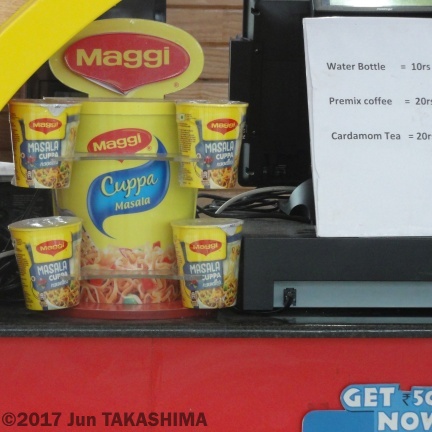 Maggi
Maggi
Cuppa
Masala
Maggi
MASALA
CUPPA
Maggi
MASALA
CUPPA
Maggi
MASALA
CUPPA
Maggi
MASALA
CUPPA
Water Bottle = 10rs
Premix coffee = 20rs
Cardamom Tea = 20r
GET ₹50
NOW
©2017 Jun TAKASHIMA